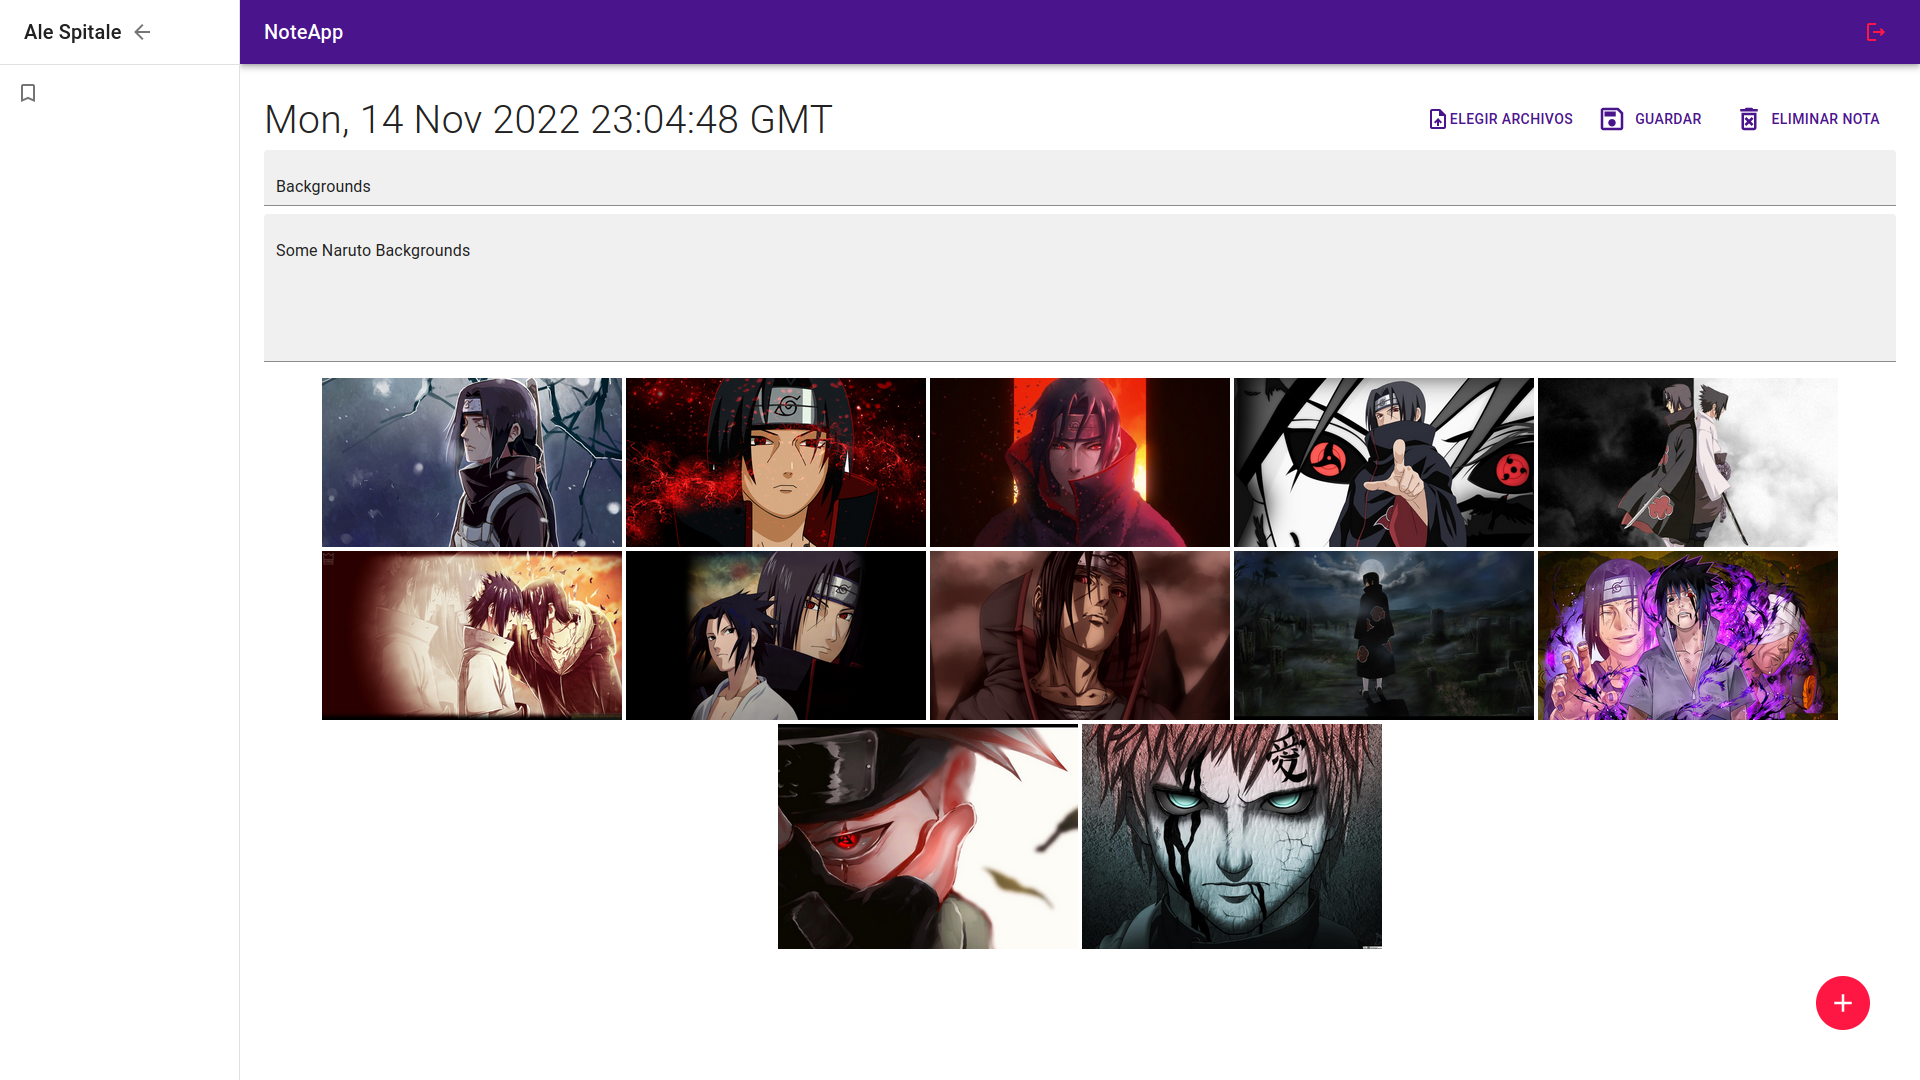 Ale Spitale
NoteApp
Mon, 14 Nov 2022 23:04:48 GMT
ELEGIR ARCHIVOS
GUARDAR
ELIMINAR NOTA
Backgrounds
Some Naruto Backgrounds
愛